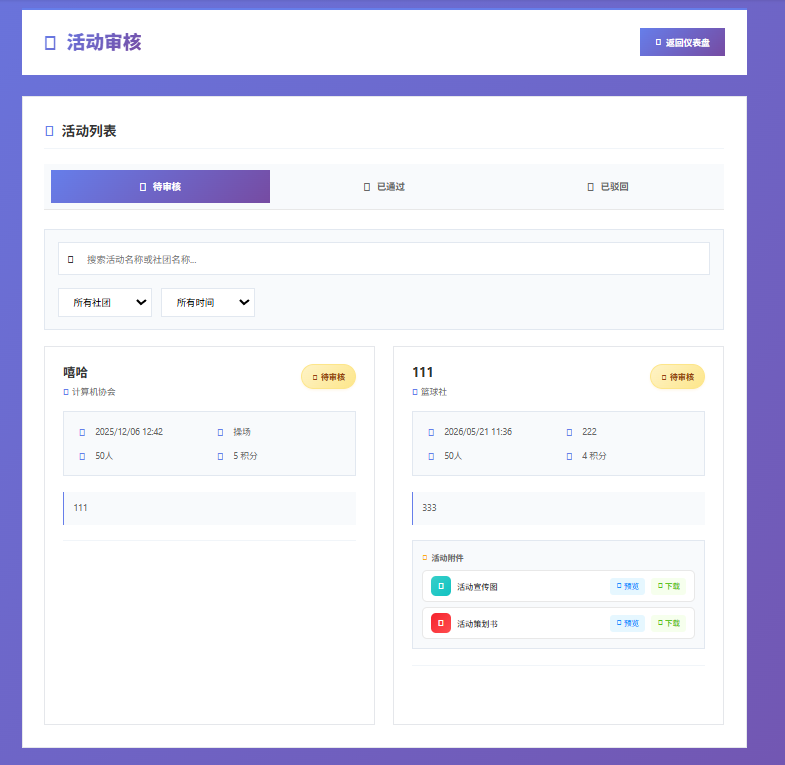 活动审核
返回仪表盘
活动列表
待审核
已通过
已驳回
搜索活动名称或社团名称...
所有社团
所有时间
嘻哈
待审核
计算机协会
2025/12/06 12:42
操场
50人
5 积分
111
111
待审核
篮球社
2026/05/21 11:36
222
50人
4 积分
333
活动附件
活动宣传图
预览
下载
活动策划书
预览
下载